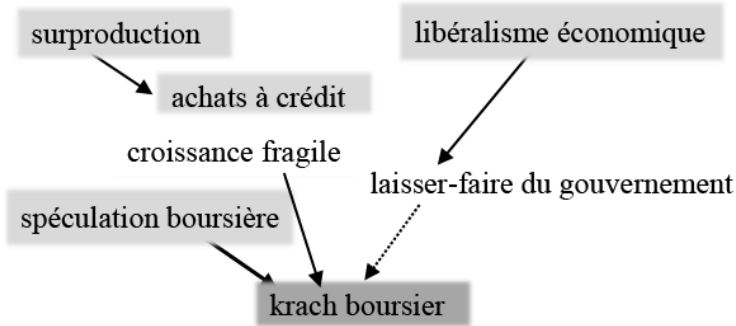 surproduction
libéralisme économique
achats à crédit
croissance fragile
laisser-faire du gouvernement
spéculation boursière
krach boursier